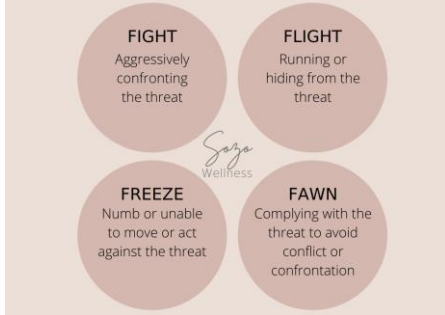 FIGHT
Aggressively
confronting
the threat
FLIGHT
Running or
hiding from the
threat
Sozo
Wellness
FREEZE
Numb or unable
to move or act
against the threat
FAWN
Complying with the
threat to avoid
conflict or
confrontation